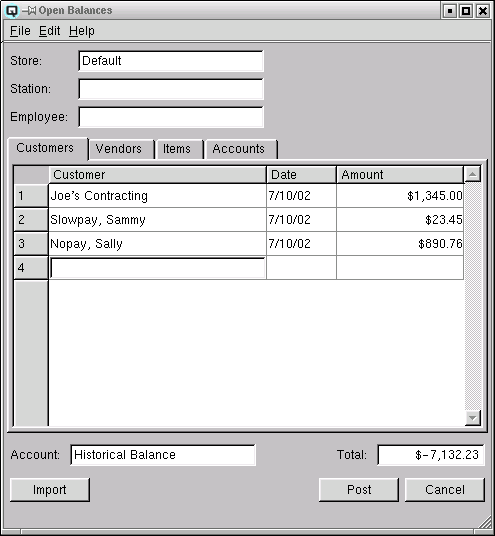 Q Open Balances
File Edit Help
Store: Default
Station:
Employee:
Customers Vendors Items Accounts
Customer Date Amount
1 Joe's Contracting 7/10/02 $1,345.00
2 Slowpay, Sammy 7/10/02 $23.45
3 Nopay, Sally 7/10/02 $890.76
4
Account: Historical Balance Total: $-7,132.23
Import Post Cancel